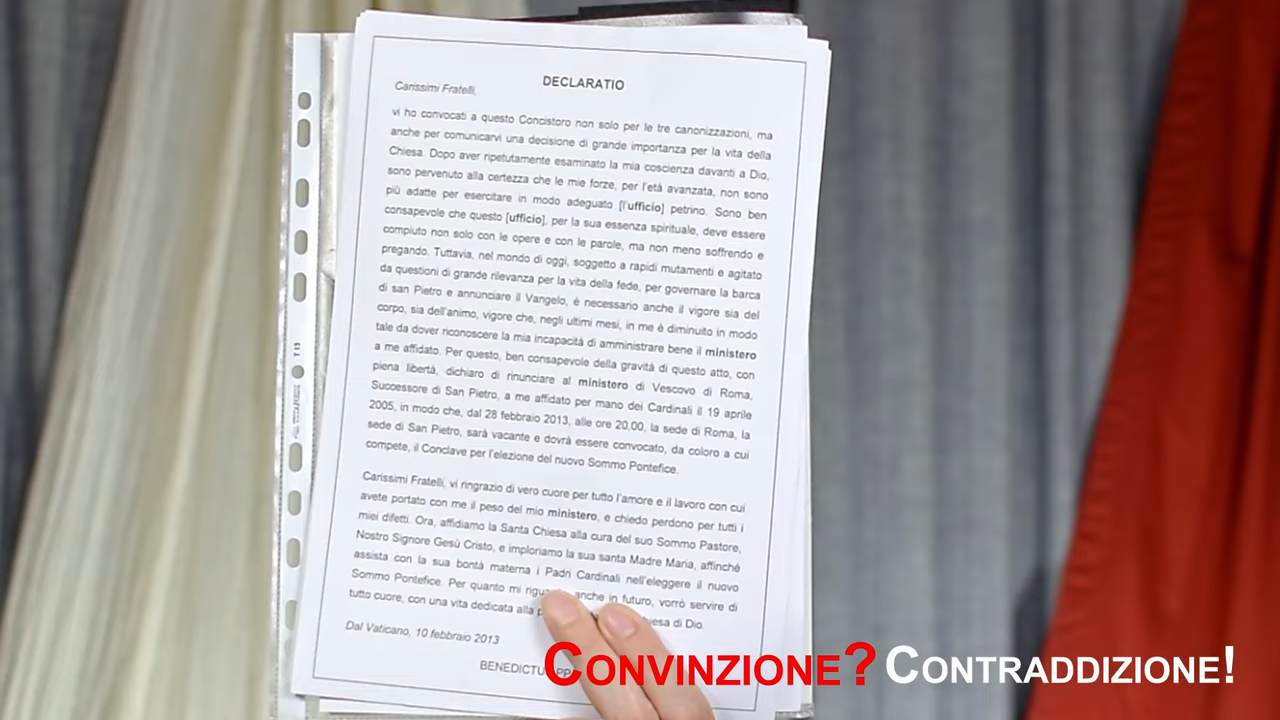 DECLARATIO
Carissimi Fratelli,
vi ho convocati a questo Concistoro non solo per le tre canonizzazioni, ma
anche per comunicarvi una decisione di grande importanza per la vita della
Chiesa. Dopo aver ripetutamente esaminato la mia coscienza davanti a Dio,
sono pervenuto alla certezza che le mie forze, per l'età avanzata, non sono
più adatte per esercitare in modo adeguato [l'ufficio] petrino. Sono ben
consapevole che questo [ufficio], per la sua essenza spirituale, deve essere
compiuto non solo con le opere e con le parole, ma non meno soffrendo e
pregando. Tuttavia, nel mondo di oggi, soggetto a rapidi mutamenti e agitato
da questioni di grande rilevanza per la vita della fede, per governare la barca
di san Pietro e annunciare il Vangelo, è necessario anche il vigore sia del
corpo, sia dell'animo, vigore che, negli ultimi mesi, in me è diminuito in modo
tale da dover riconoscere la mia incapacità di amministrare bene il ministero
a me affidato. Per questo, ben consapevole della gravità di questo atto, con
piena libertà, dichiaro di rinunciare al ministero di Vescovo di Roma,
Successore di San Pietro, a me affidato per mano dei Cardinali il 19 aprile
2005, in modo che, dal 28 febbraio 2013, alle ore 20,00, la sede di Roma, la
sede di San Pietro, sarà vacante e dovrà essere convocato, da coloro a cui
compete, il Conclave per l'elezione del nuovo Sommo Pontefice.
Carissimi Fratelli, vi ringrazio di vero cuore per tutto l'amore e il lavoro con cui
avete portato con me il peso del mio ministero, e chiedo perdono per tutti i
miei difetti. Ora, affidiamo la Santa Chiesa alla cura del suo Sommo Pastore,
Nostro Signore Gesù Cristo, e imploriamo la sua santa Madre Maria, affinché
assista con la sua bontà materna i Padri Cardinali nell'eleggere il nuovo
Sommo Pontefice. Per quanto mi anche in futuro, vorrò servire di
tutto cuore, con una vita dedicata alla di Dio.
Dal Vaticano, 10 febbraio 2013
CONVINZIONE? CONTRADDIZIONE!